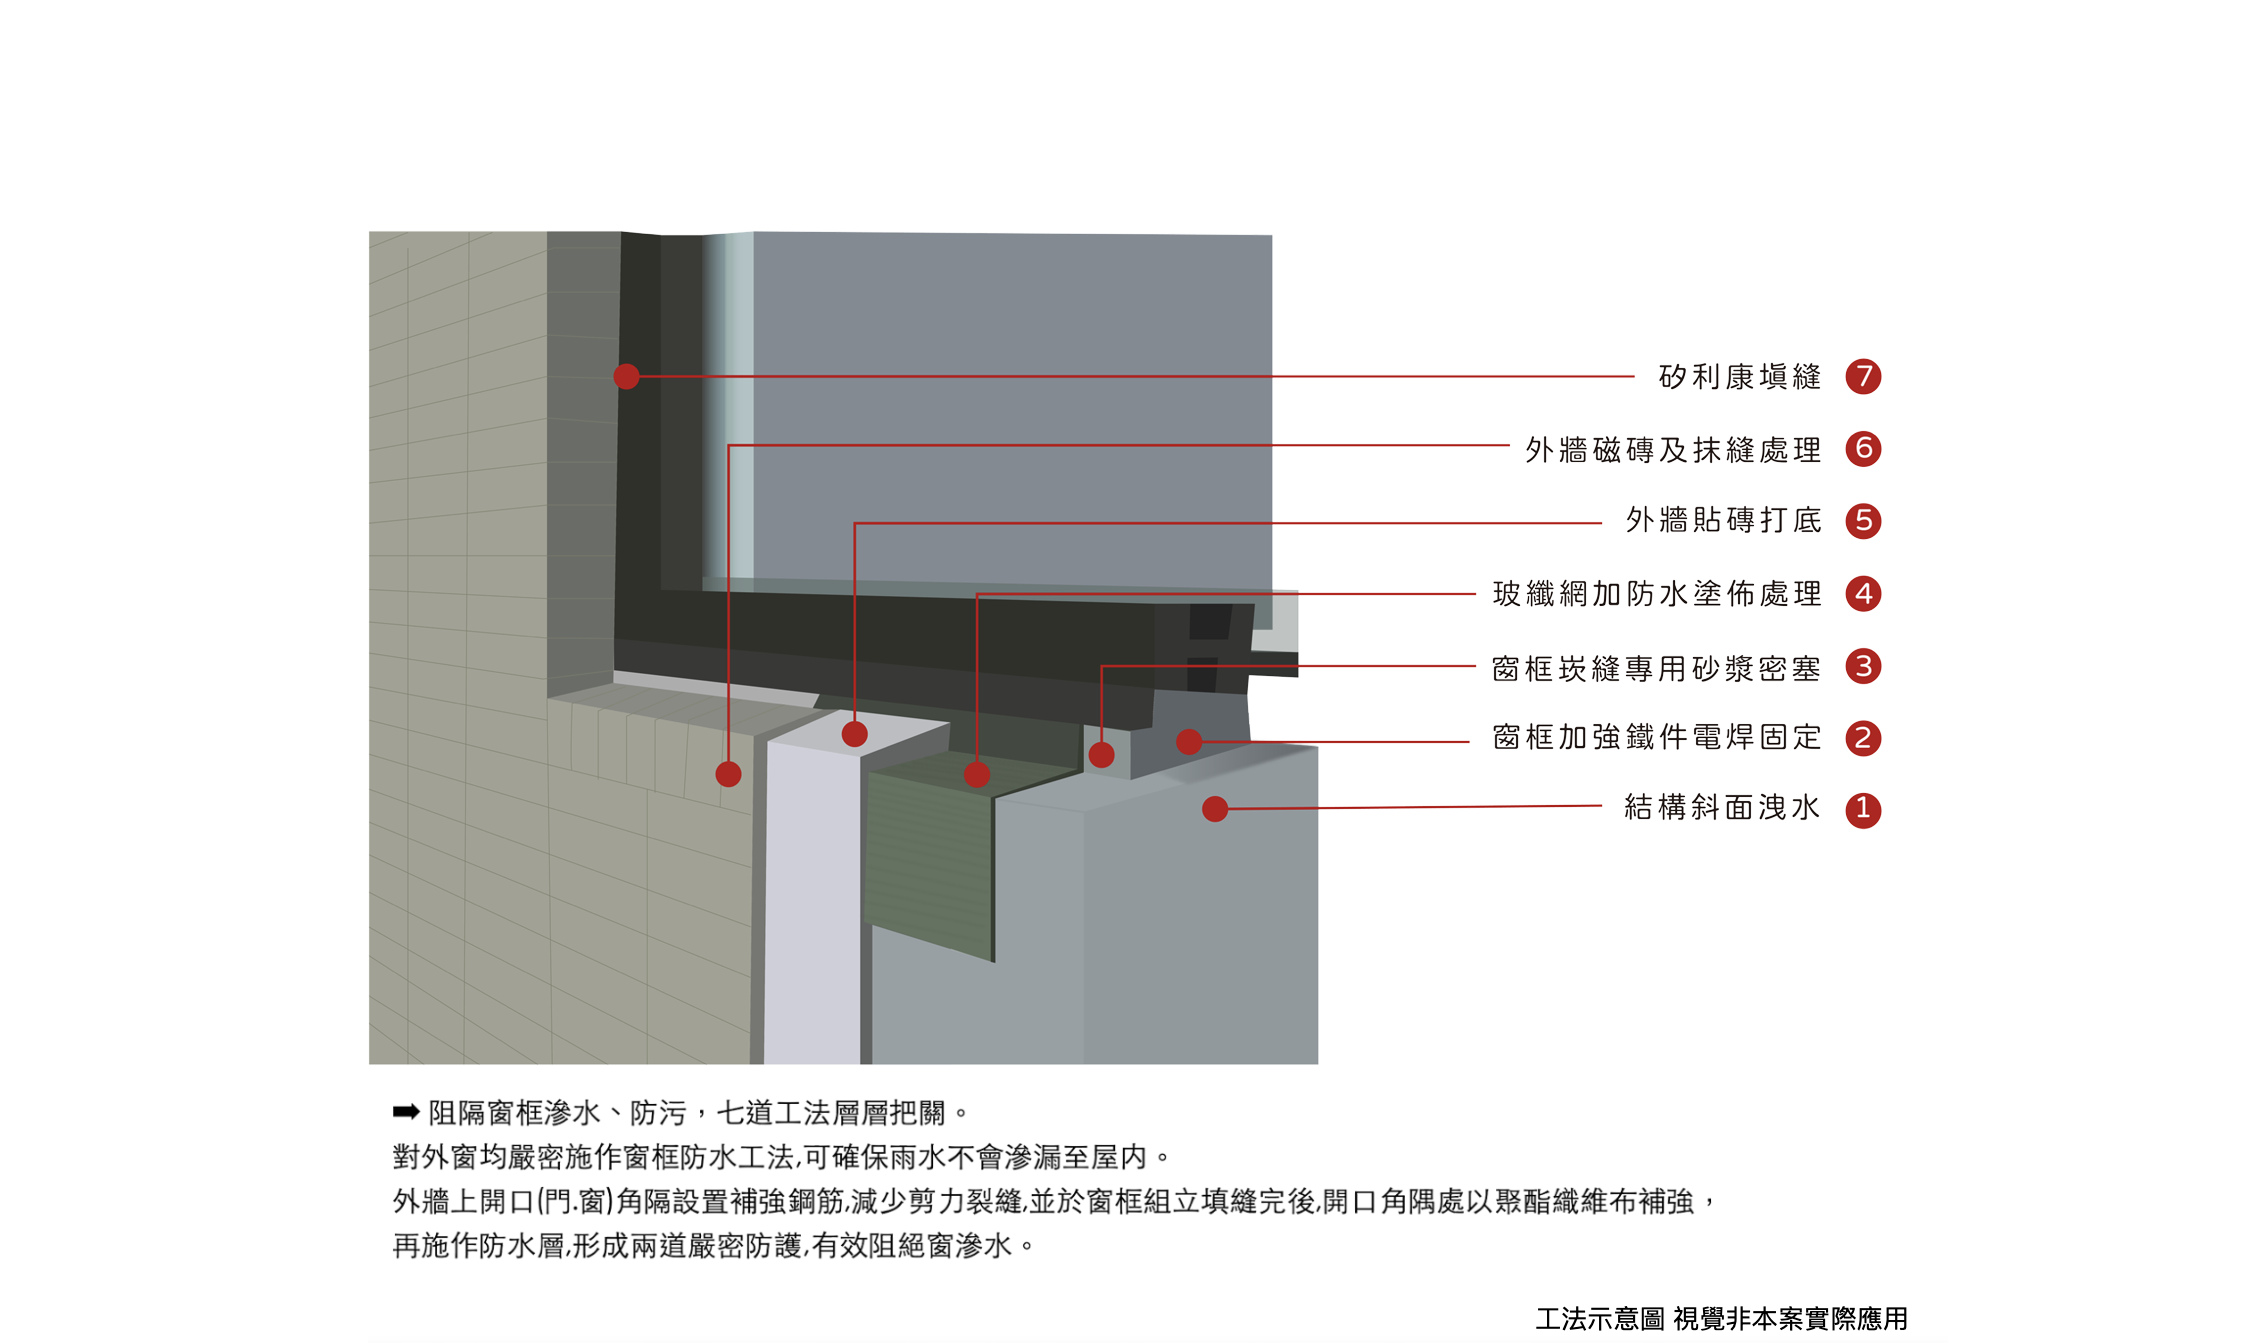 矽利康塡縫 7
外牆磁磚及抹縫處理 6
外牆貼磚打底 5
玻纖網加防水塗佈處理 4
窗框崁縫專用砂漿密塞 3
窗框加強鐵件電焊固定 2
結構斜面洩水 1
➡ 阻隔窗框滲水、防污，七道工法層層把關。
對外窗均嚴密施作窗框防水工法,可確保雨水不會滲漏至屋內。
外牆上開口(門.窗)角隔設置補強鋼筋,減少剪力裂縫,並於窗框組立填縫完後,開口角隅處以聚酯纖維布補強，
再施作防水層,形成兩道嚴密防護,有效阻絕窗滲水。
工法示意圖 視覺非本案實際應用